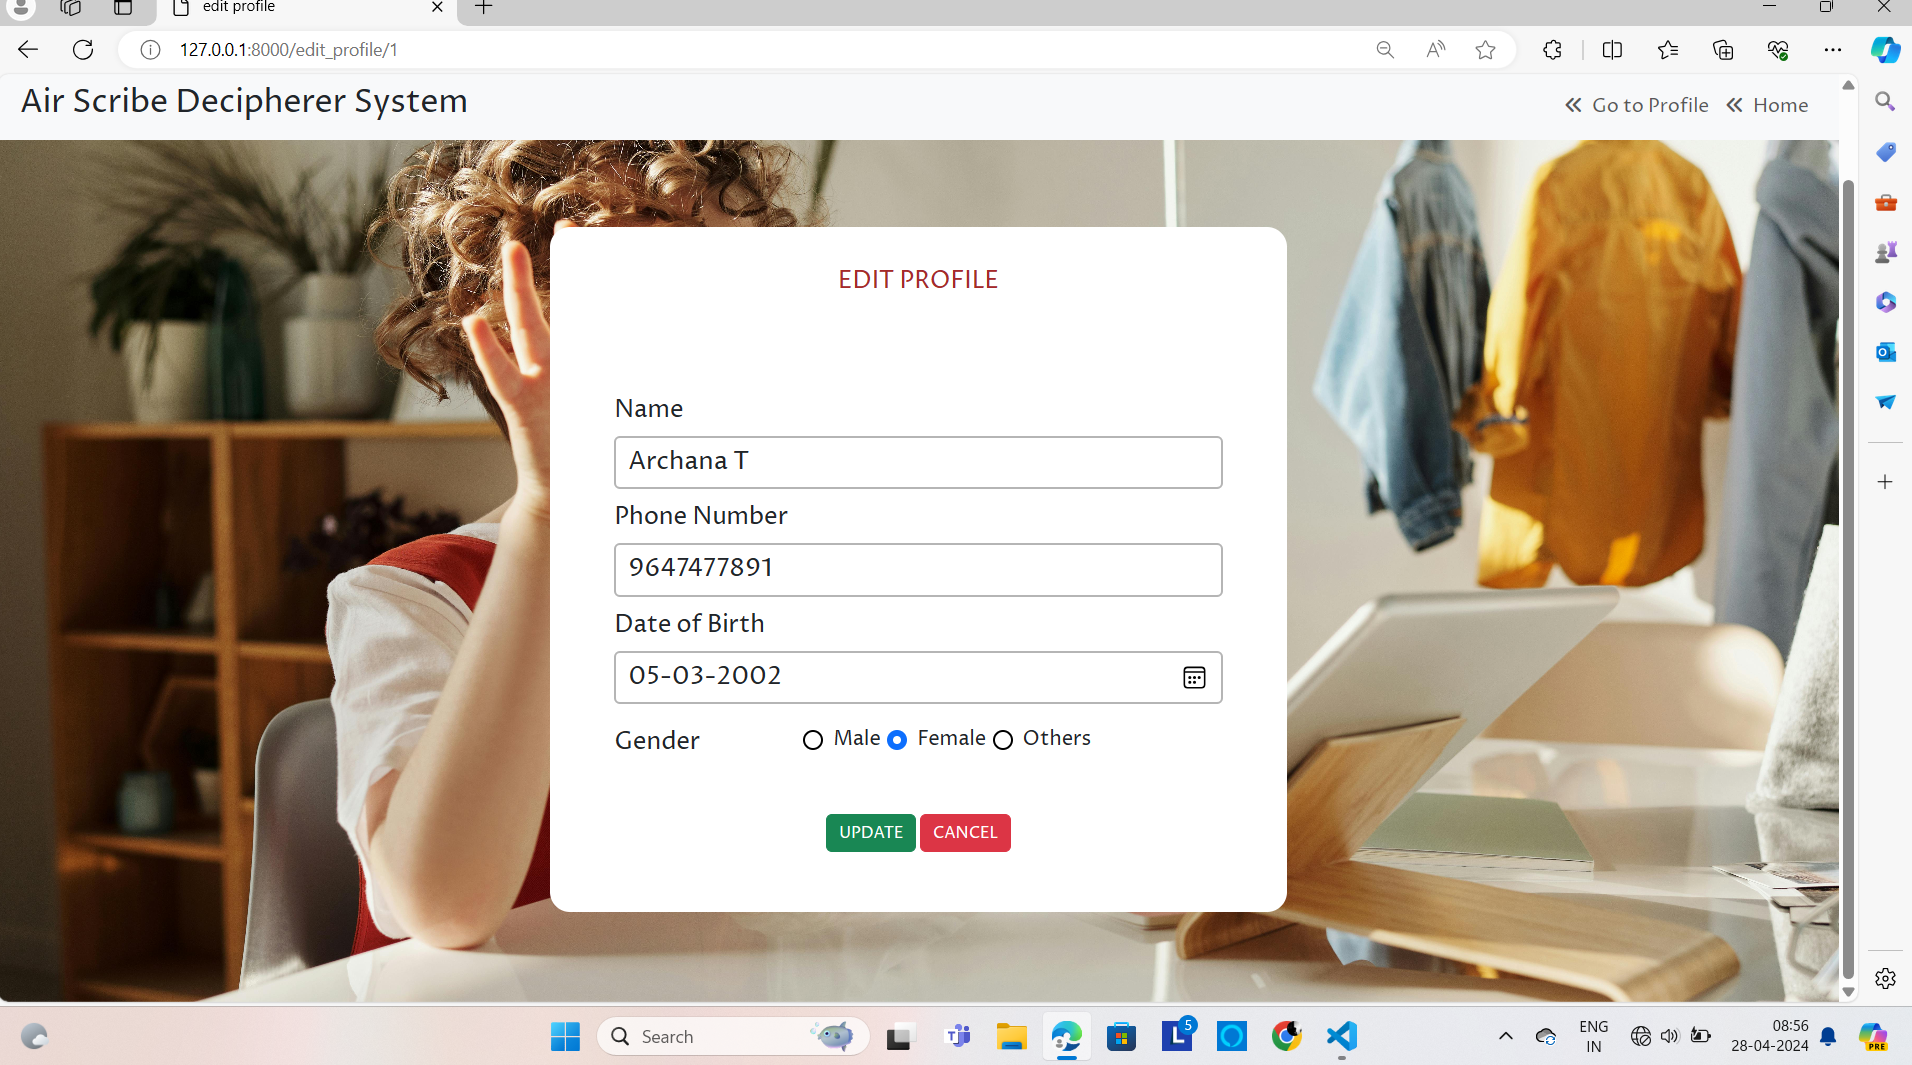 edit profile
127.0.0.1:8000/edit_profile/1
Air Scribe Decipherer System
« Go to Profile « Home
EDIT PROFILE
Name
Archana T
Phone Number
9647477891
Date of Birth
05-03-2002
Gender Male Female Others
UPDATE CANCEL
Search
5
ENG
IN
08:56
28-04-2024
PRE